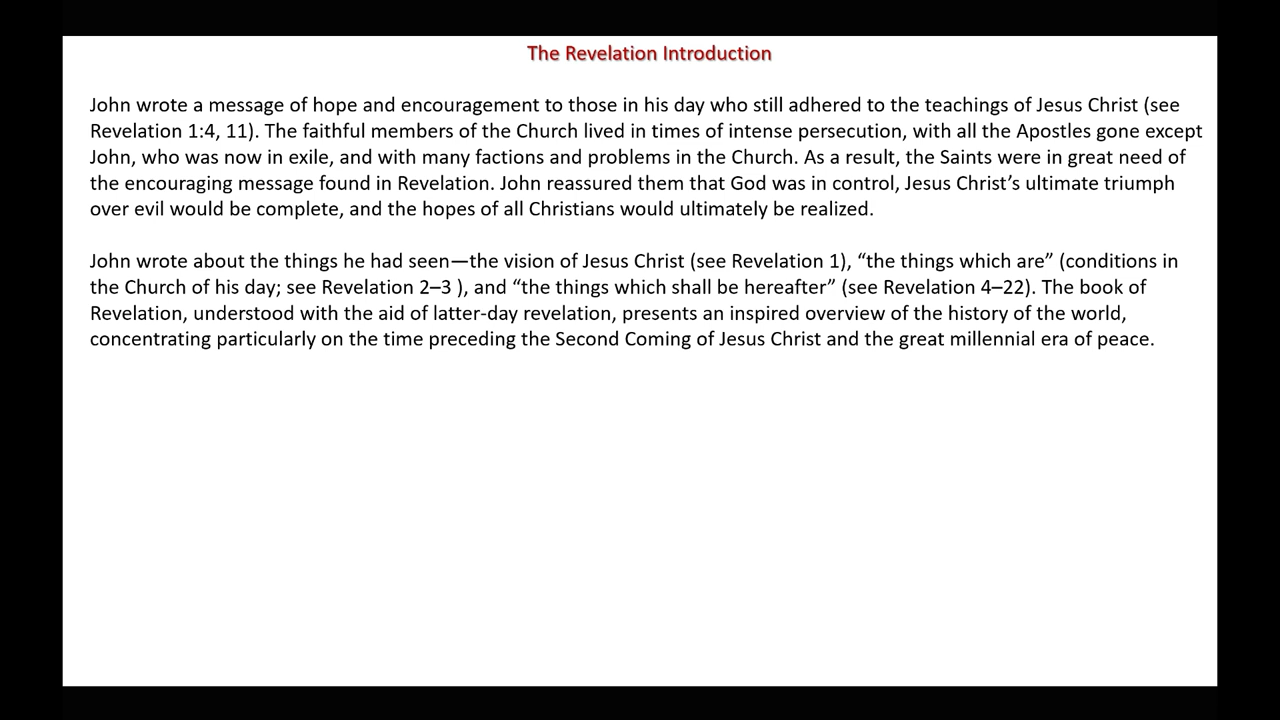 The Revelation Introduction
John wrote a message of hope and encouragement to those in his day who still adhered to the teachings of Jesus Christ (see
Revelation 1:4, 11). The faithful members of the Church lived in times of intense persecution, with all the Apostles gone except
John, who was now in exile, and with many factions and problems in the Church. As a result, the Saints were in great need of
the encouraging message found in Revelation. John reassured them that God was in control, Jesus Christ’s ultimate triumph
over evil would be complete, and the hopes of all Christians would ultimately be realized.
John wrote about the things he had seen—the vision of Jesus Christ (see Revelation 1), “the things which are” (conditions in
the Church of his day; see Revelation 2–3 ), and “the things which shall be hereafter” (see Revelation 4–22). The book of
Revelation, understood with the aid of latter-day revelation, presents an inspired overview of the history of the world,
concentrating particularly on the time preceding the Second Coming of Jesus Christ and the great millennial era of peace.